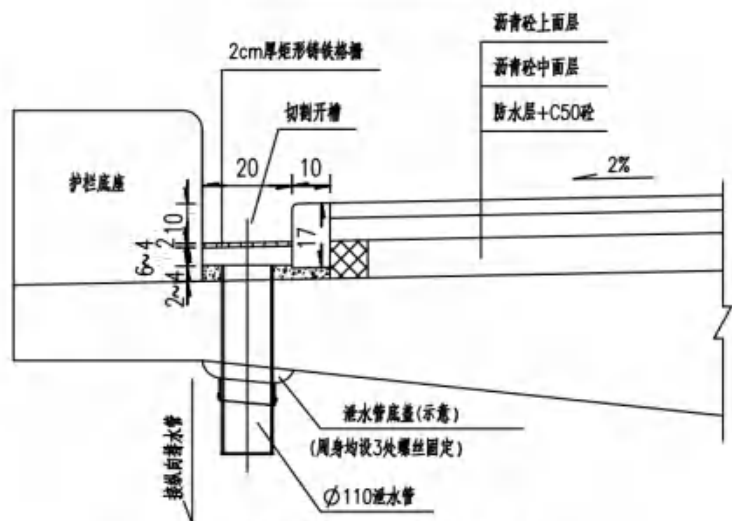 2cm厚矩形铸铁格栅
切割开槽
沥青砼上面层
沥青砼中面层
防水层+C50砼
护栏底座
20
10
2%
10
2
6~4
2~4
17
泄水管底盖(示意)
(周身均设3处螺丝固定)
∅110泄水管
接纵向排水管